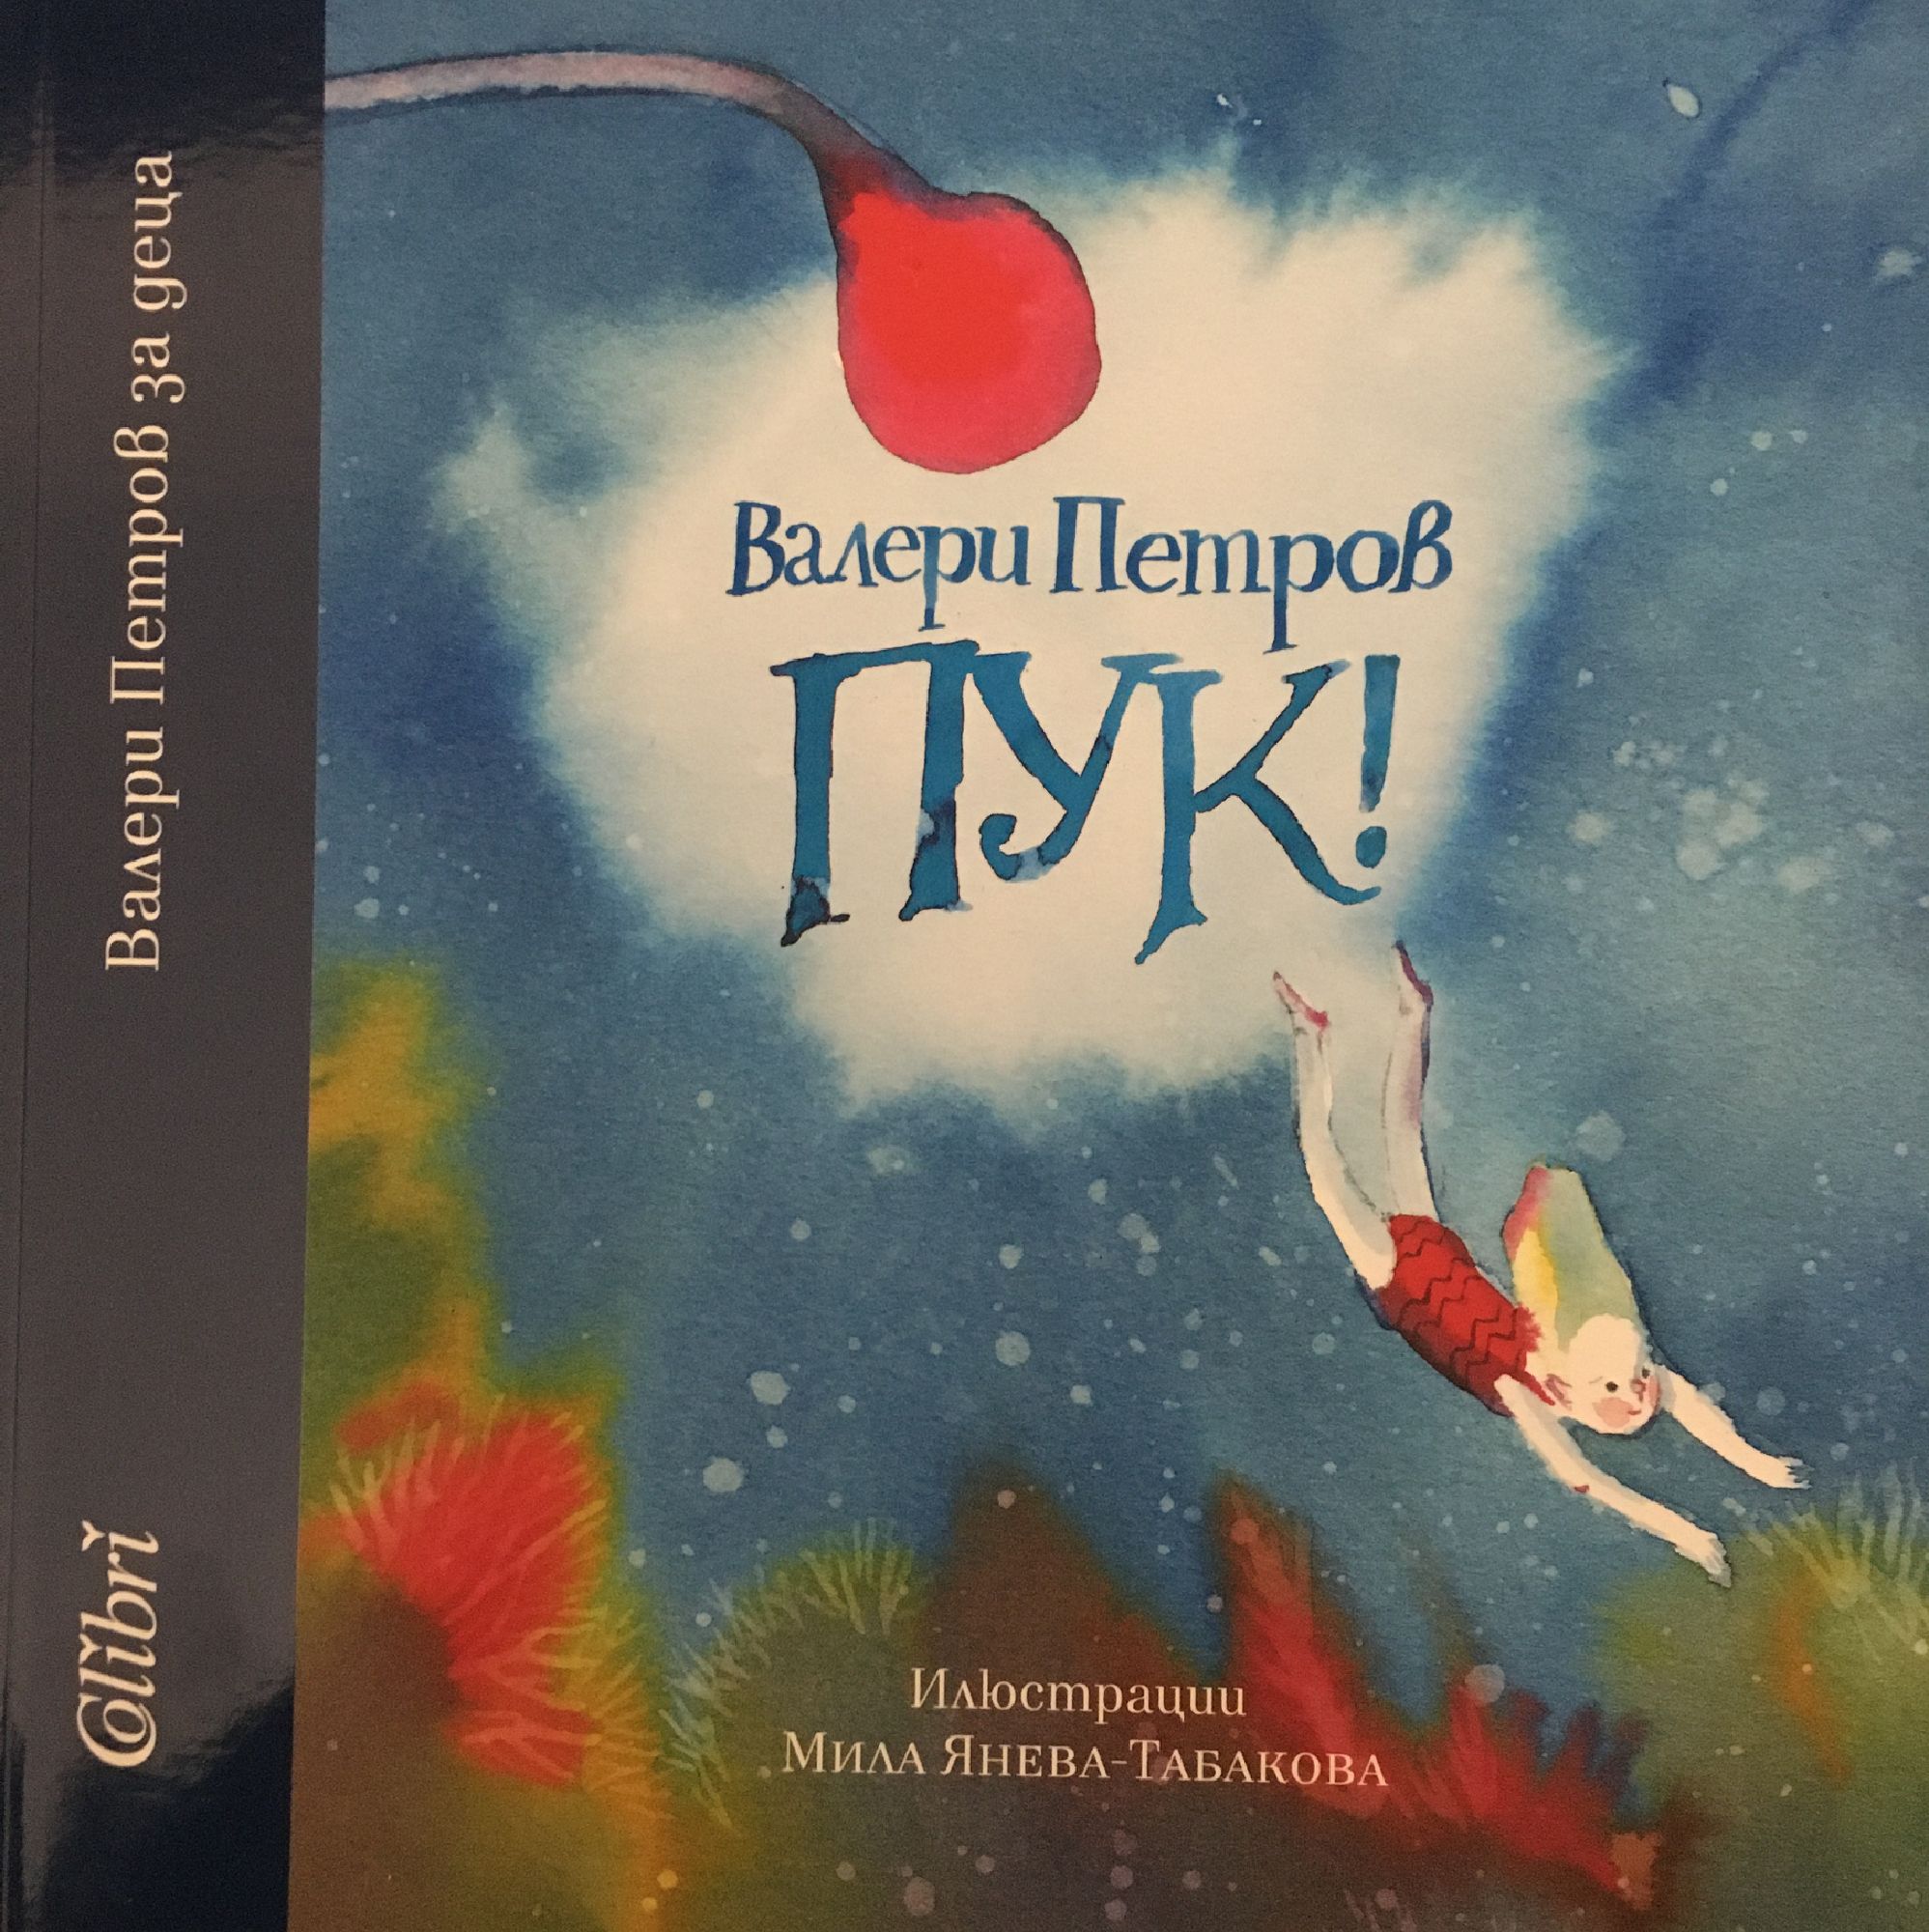 Валери Петров за деца
Colibri
Валери Петров
ПУК!
Илюстрации
МИЛА ЯНЕВА-ТАБАКОВА